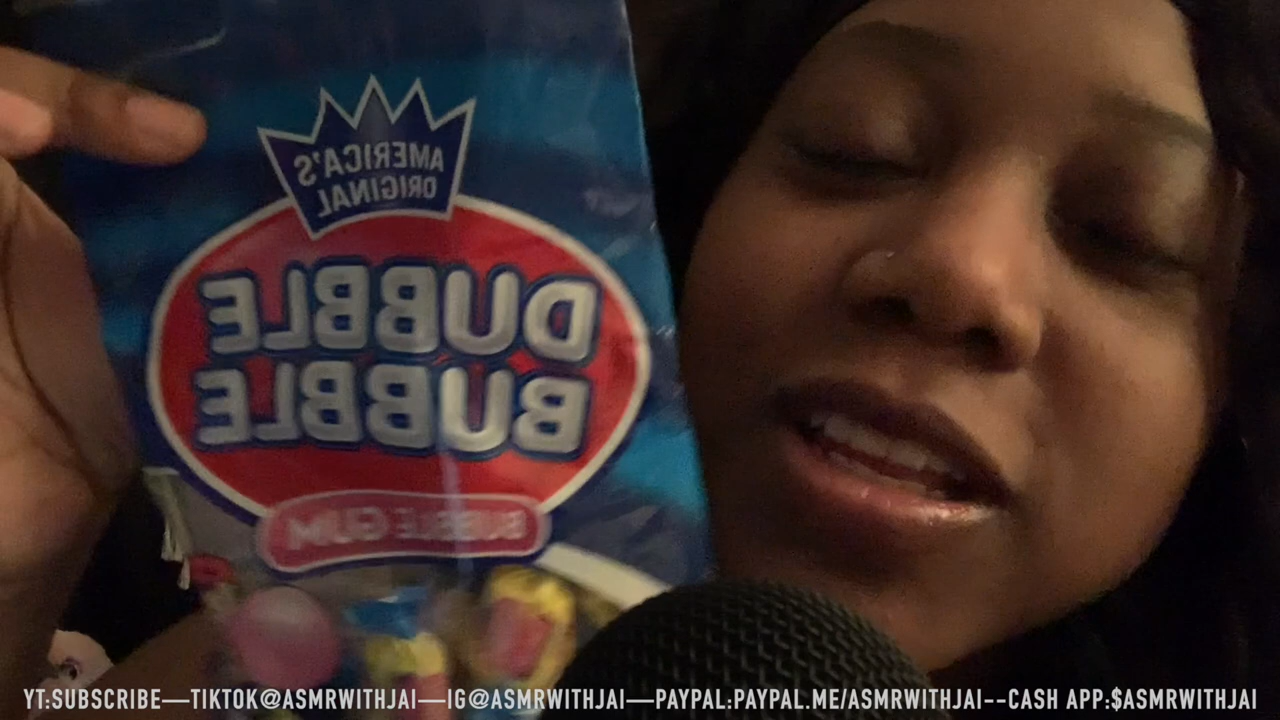 AMERICA'S
ORIGINAL
DUBBLE
BUBBLE
BUBBLE GUM
YT:SUBSCRIBE—TIKTOK@ASMRWITHJAI—IG@ASMRWITHJAI—PAYPAL:PAYPAL.ME/ASMRWITHJAI--CASH APP:$ASMRWITHJAI